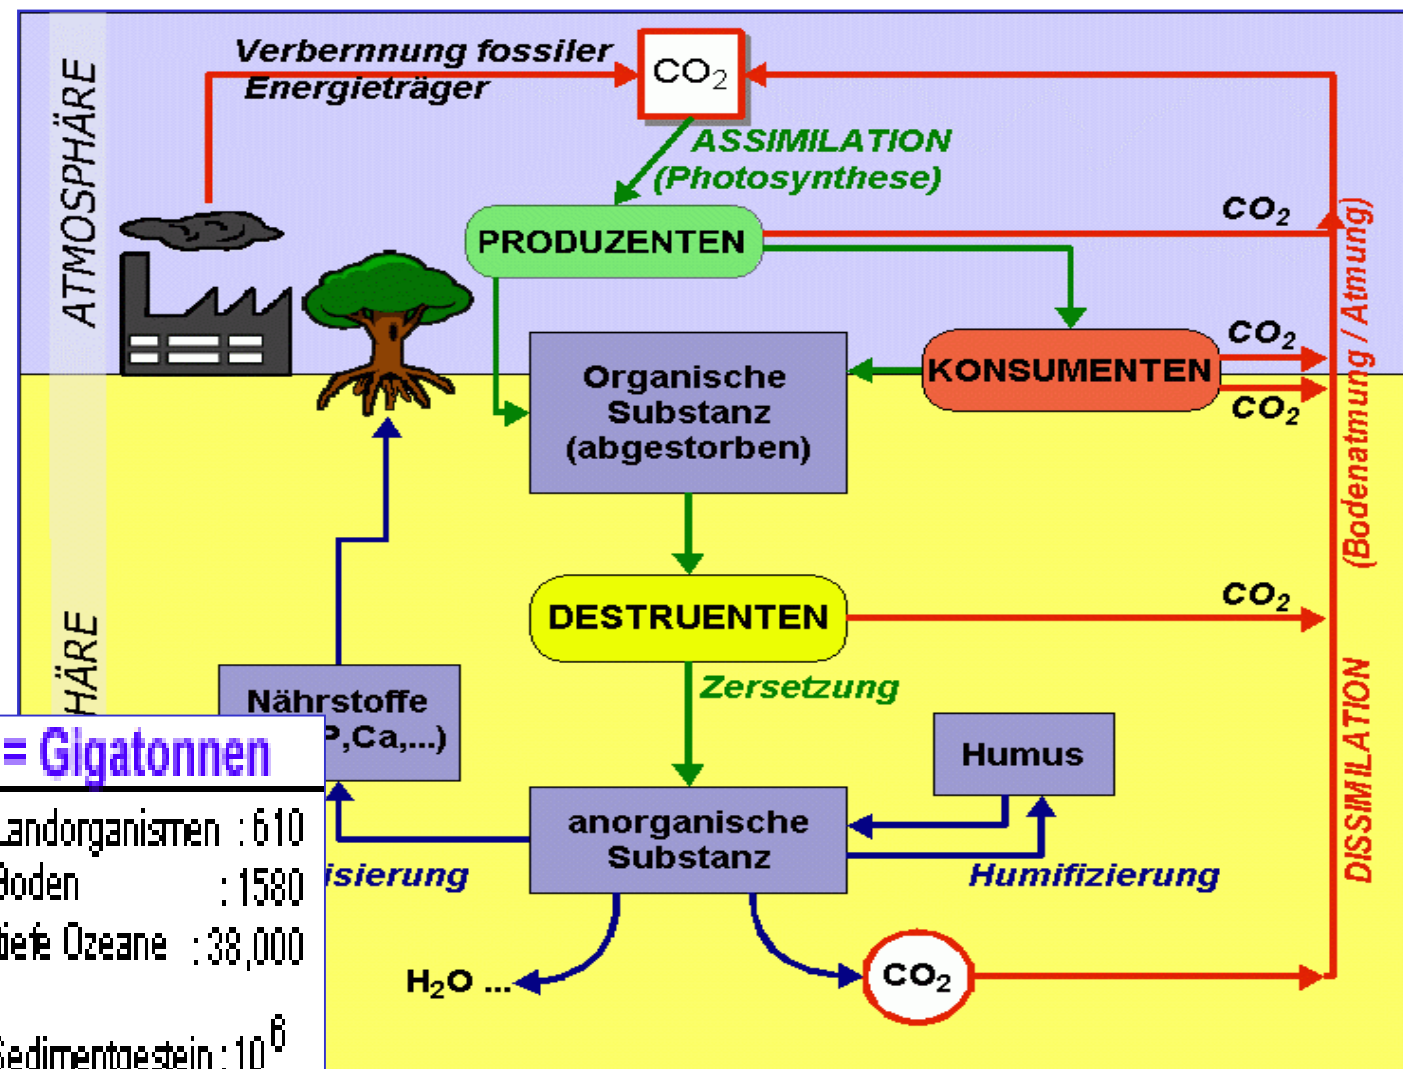 Verbernnung fossiler
Energieträger
CO₂
ATMOSPHÄRE
ASSIMILATION
(Photosynthese)
PRODUZENTEN
CO₂
CO₂
KONSUMENTEN
CO₂
Organische
Substanz
(abgestorben)
(Bodenatmung / Atmung)
DESTRUENTEN
CO₂
Zersetzung
HÄRE
Nährstoffe
P,Ca,...)
Humus
DISSIMILATION
anorganische
Substanz
isierung
Humifizierung
H₂O ...
CO₂
= Gigatonnen
Landorganismen : 610
Boden : 1580
tiefe Ozeane : 38,000
Sedimentgestein : 10⁶